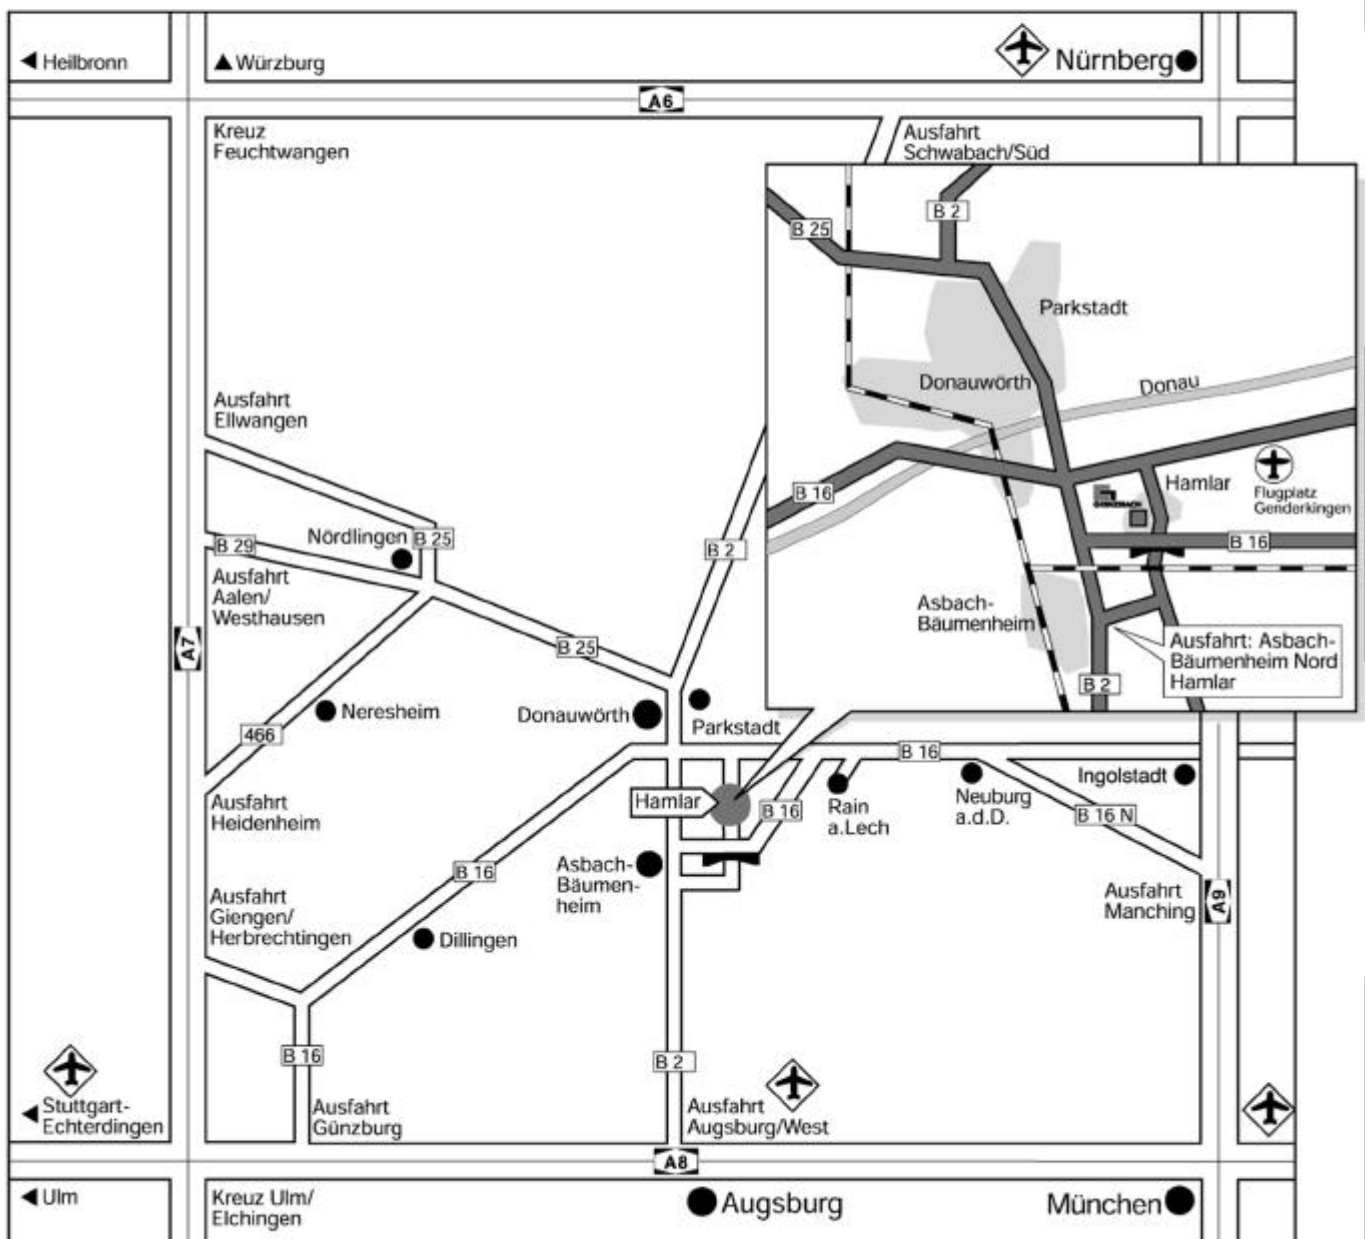 Heilbronn
Würzburg
Nürnberg
A6
Kreuz
Feuchtwangen
Ausfahrt
Schwabach/Süd
B 2
B 25
Parkstadt
Donauwörth
Donau
B 16
Hamlar
Flugplatz
Genderkingen
B 16
Asbach-
Bäumenheim
Ausfahrt: Asbach-
Bäumenheim Nord
Hamlar
B 2
Ausfahrt
Ellwangen
Nördlingen
B 25
B 29
B 2
Ausfahrt
Aalen/
Westhausen
A7
B 25
Neresheim
466
Donauwörth
Parkstadt
B 16
Ingolstadt
Ausfahrt
Heidenheim
Hamlar
B 16
Rain
a.Lech
Neuburg
a.d.D.
B 16 N
B 16
Asbach-
Bäumen-
heim
Ausfahrt
Giengen/
Herbrechtingen
Dillingen
Ausfahrt
Manching
A9
B 16
B 2
Stuttgart-
Echterdingen
Ausfahrt
Günzburg
Ausfahrt
Augsburg/West
A8
Ulm
Kreuz Ulm/
Elchingen
Augsburg
München